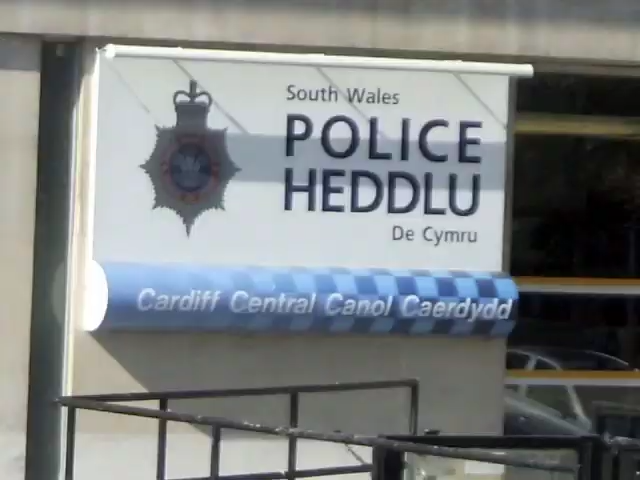 South Wales
POLICE
HEDDLU
De Cymru
Cardiff Central Canol Caerdydd